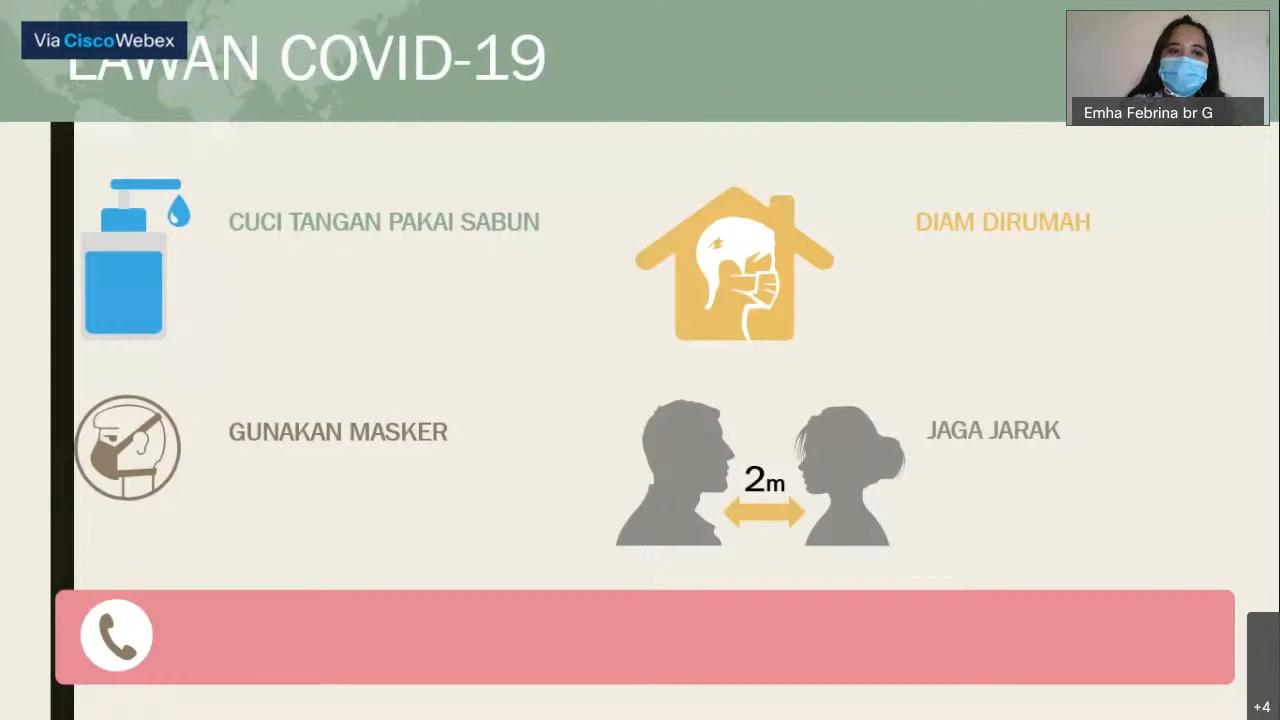 Via CiscoWebex
LAWAN COVID-19
Emha Febrina br G
CUCI TANGAN PAKAI SABUN
DIAM DIRUMAH
GUNAKAN MASKER
JAGA JARAK
2m
+4